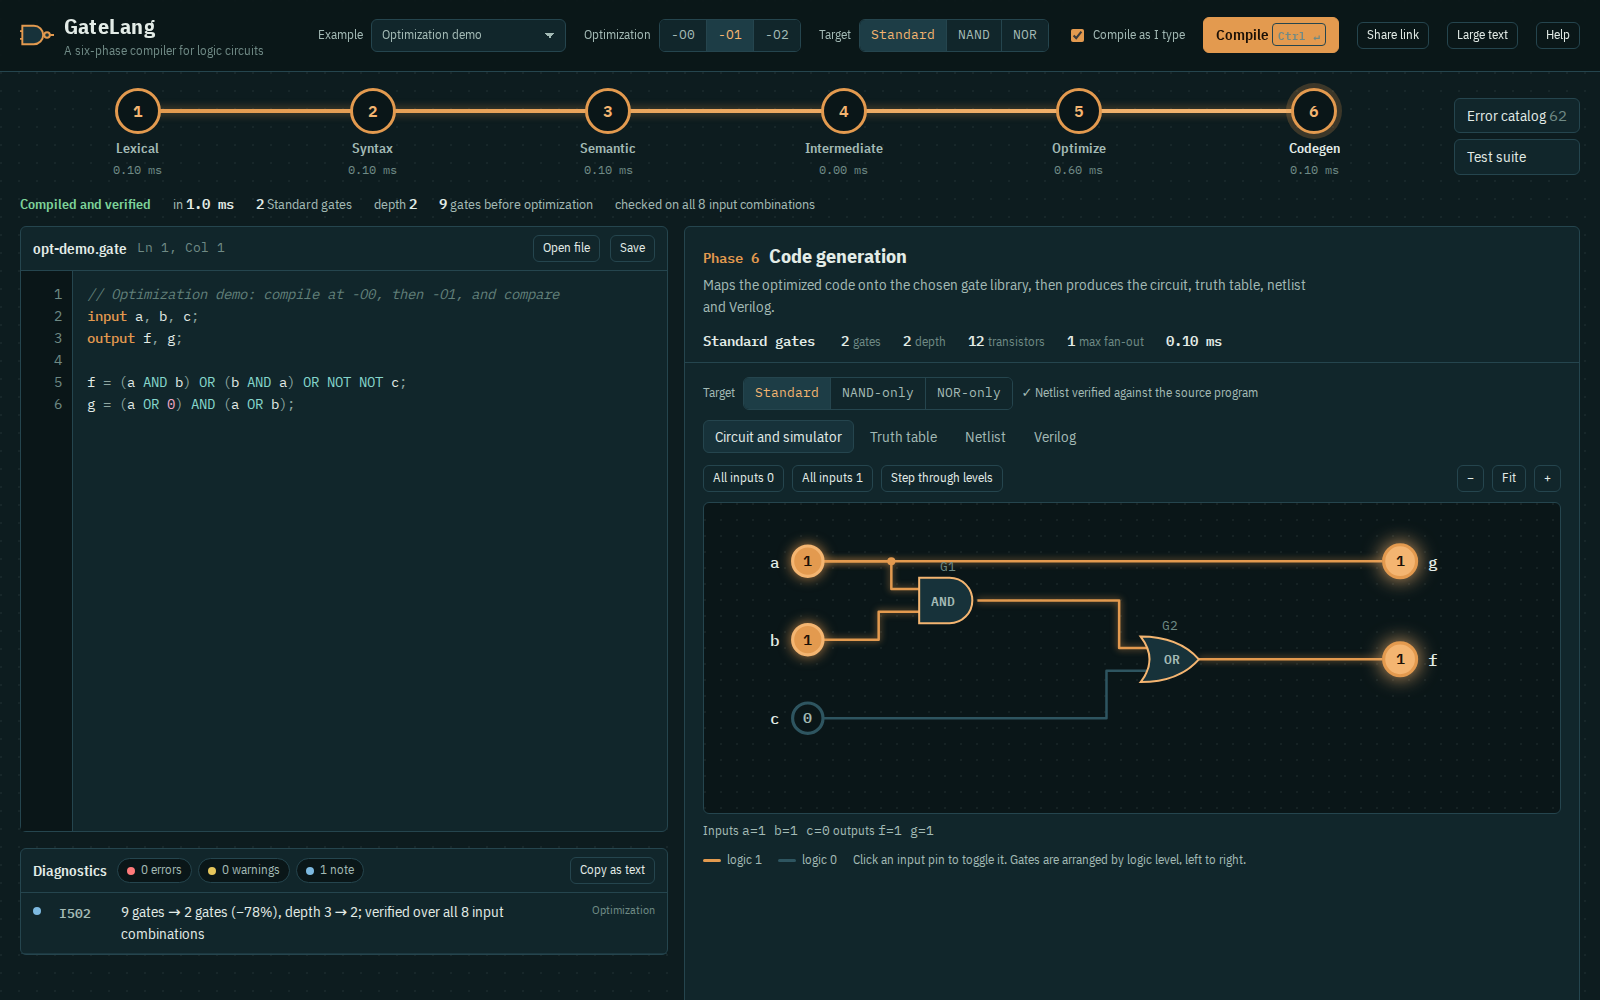 GateLang
A six-phase compiler for logic circuits
Example Optimization demo Optimization -O0 -O1 -O2 Target Standard NAND NOR Compile as I type Compile Ctrl ↵ Share link Large text Help
1 2 3 4 5 6
Lexical Syntax Semantic Intermediate Optimize Codegen
0.10 ms 0.10 ms 0.10 ms 0.00 ms 0.60 ms 0.10 ms
Error catalog 62
Test suite
Compiled and verified in 1.0 ms 2 Standard gates depth 2 9 gates before optimization checked on all 8 input combinations
opt-demo.gate Ln 1, Col 1 Open file Save
1 // Optimization demo: compile at -O0, then -O1, and compare
2 input a, b, c;
3 output f, g;
4
5 f = (a AND b) OR (b AND a) OR NOT NOT c;
6 g = (a OR 0) AND (a OR b);
Diagnostics 0 errors 0 warnings 1 note Copy as text
I502 9 gates → 2 gates (−78%), depth 3 → 2; verified over all 8 input Optimization
combinations
Phase 6 Code generation
Maps the optimized code onto the chosen gate library, then produces the circuit, truth table, netlist
and Verilog.
Standard gates 2 gates 2 depth 12 transistors 1 max fan-out 0.10 ms
Target Standard NAND-only NOR-only ✓ Netlist verified against the source program
Circuit and simulator Truth table Netlist Verilog
All inputs 0 All inputs 1 Step through levels − Fit +
a 1 1 g
G1
AND
b 1
G2
OR 1 f
c 0
Inputs a=1 b=1 c=0 outputs f=1 g=1
logic 1 logic 0 Click an input pin to toggle it. Gates are arranged by logic level, left to right.